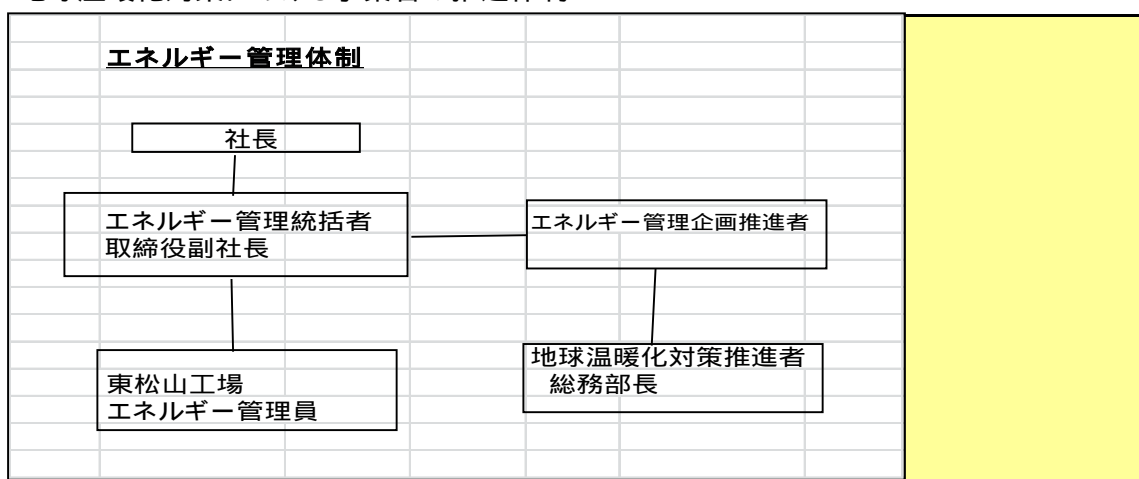 エネルギー管理体制
社長
エネルギー管理統括者
取締役副社長
エネルギー管理企画推進者
地球温暖化対策推進者
総務部長
東松山工場
エネルギー管理員